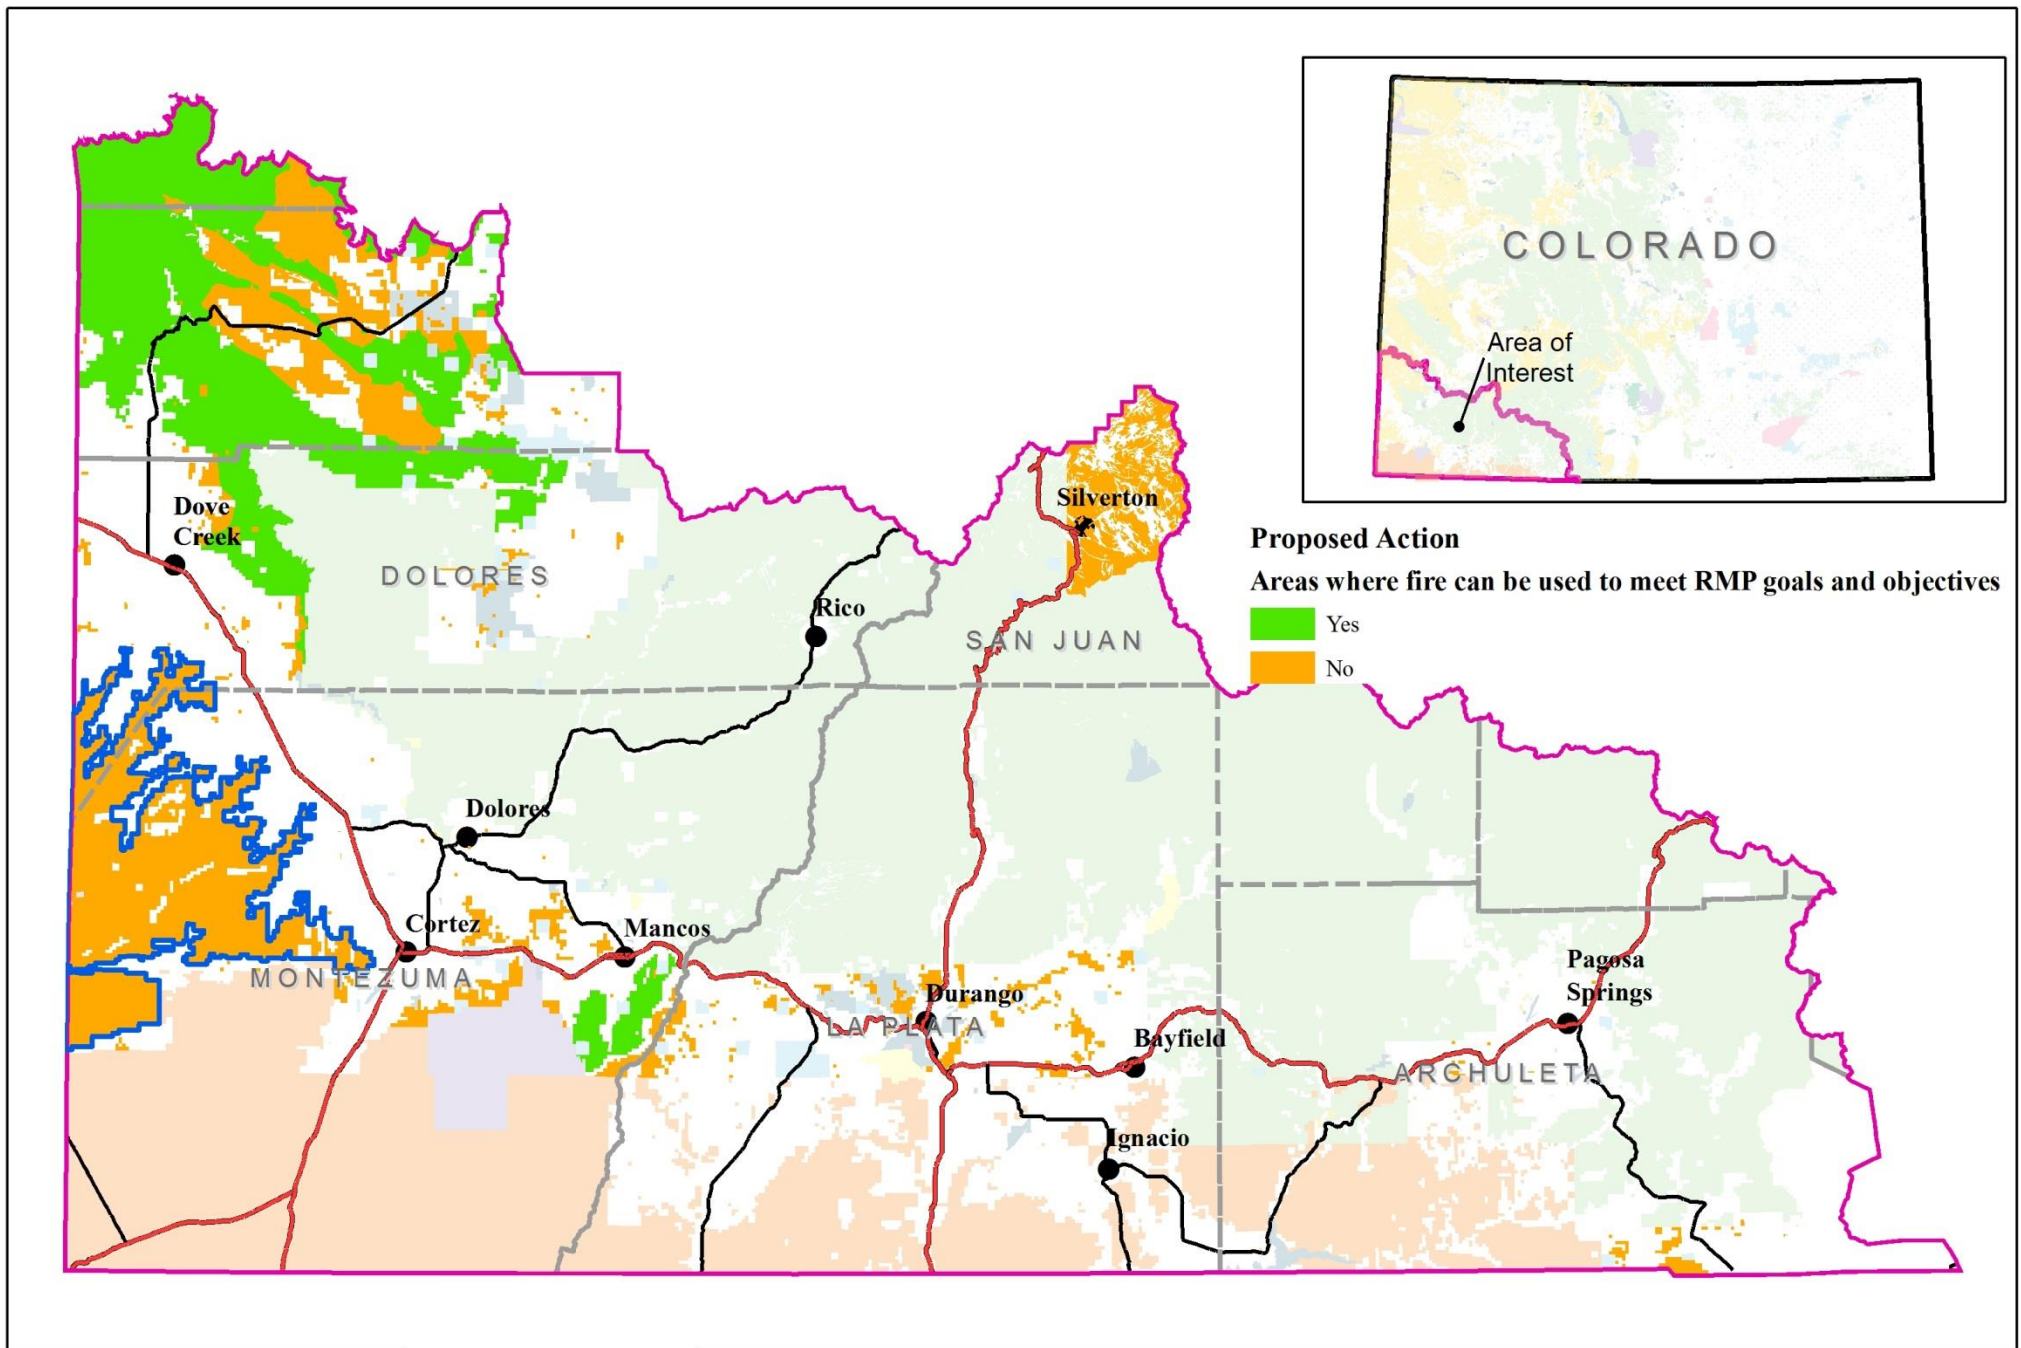 COLORADO
Area of
Interest
Proposed Action
Areas where fire can be used to meet RMP goals and objectives
Yes
No
Silverton
Dove
Creek
DOLORES
Rico
SAN JUAN
Dolores
Cortez
Mancos
MONTEZUMA
Durango
LA PLATA
Bayfield
Pagosa
Springs
ARCHULETA
Ignacio